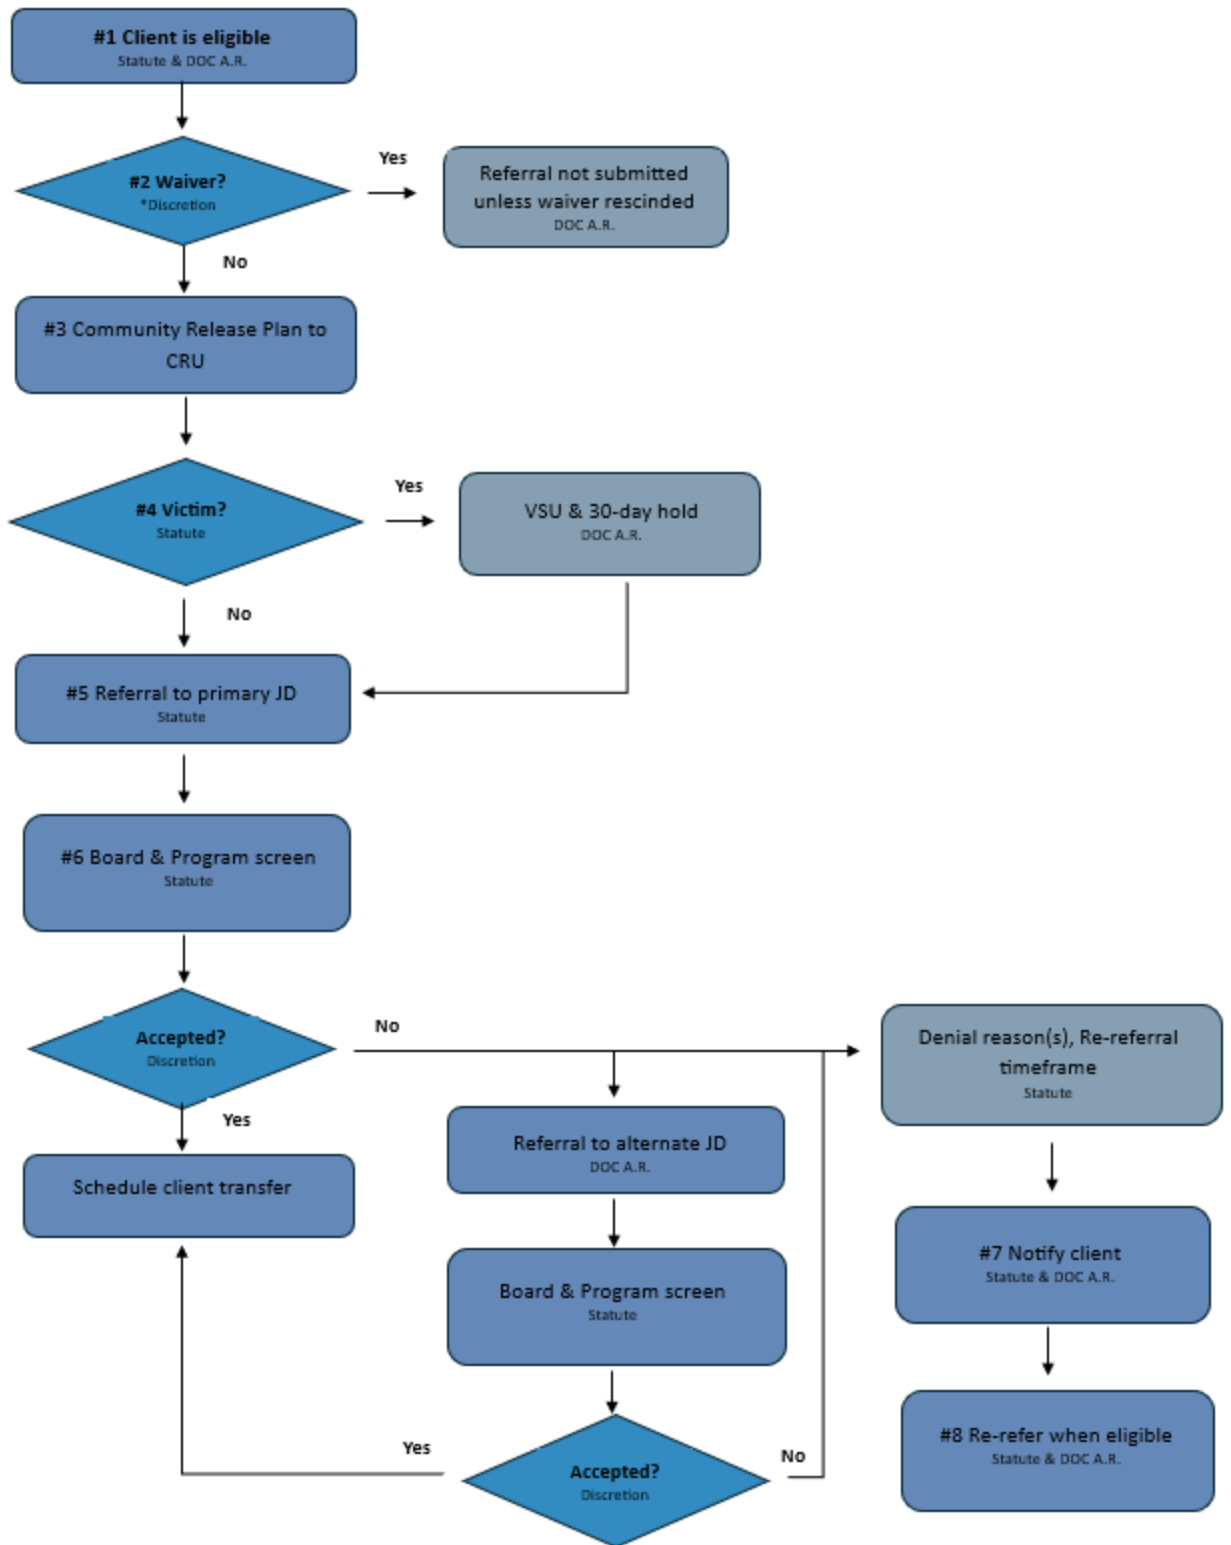 #1 Client is eligible
Statute & DOC A.R.
#2 Waiver?
*Discretion
Yes
Referral not submitted
unless waiver rescinded
DOC A.R.
No
#3 Community Release Plan to
CRU
#4 Victim?
Statute
Yes
VSU & 30-day hold
DOC A.R.
No
#5 Referral to primary JD
Statute
#6 Board & Program screen
Statute
Accepted?
Discretion
No
Denial reason(s), Re-referral
timeframe
Statute
Yes
Schedule client transfer
Referral to alternate JD
DOC A.R.
Board & Program screen
Statute
#7 Notify client
Statute & DOC A.R.
#8 Re-refer when eligible
Statute & DOC A.R.
Yes
Accepted?
Discretion
No